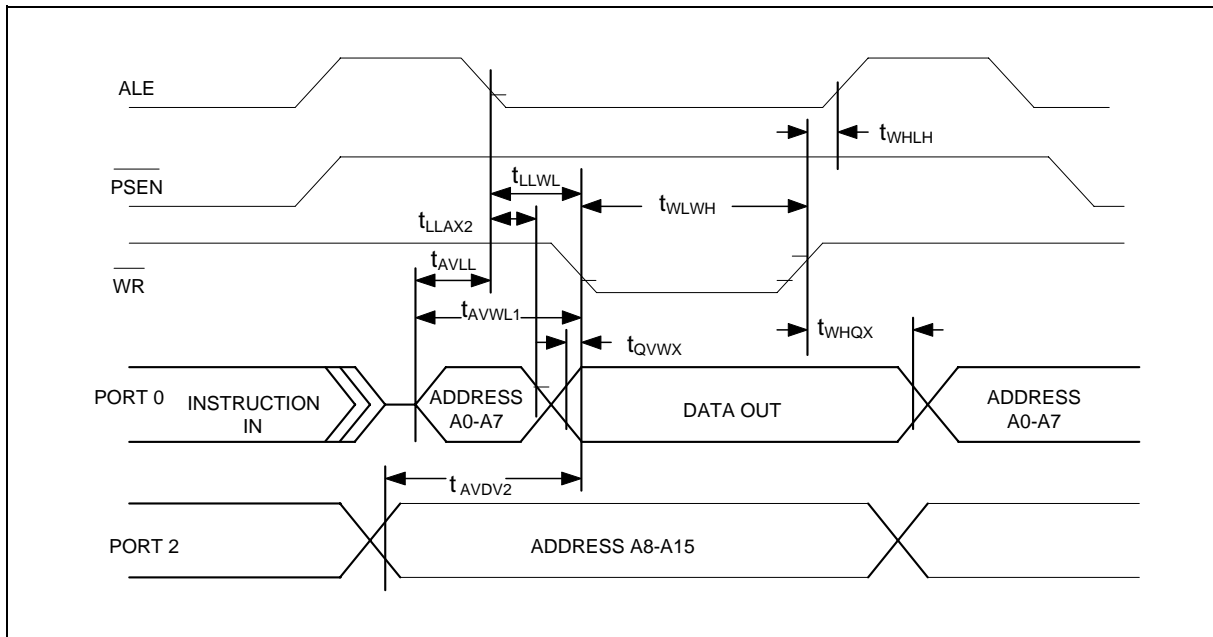 ALE
tWHLH
PSEN
tLLWL
tWLWH
tLLAX2
tAVLL
WR
tAVWL1
tWHQX
tQVWX
PORT 0
INSTRUCTION
IN
ADDRESS
A0-A7
DATA OUT
ADDRESS
A0-A7
tAVDV2
PORT 2
ADDRESS A8-A15